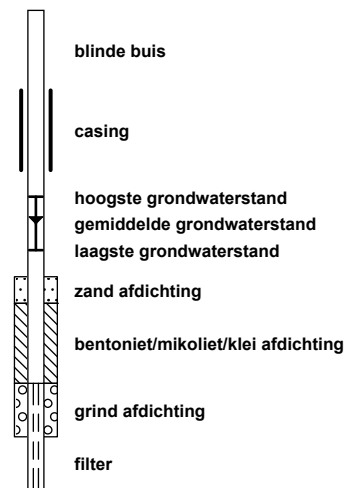 blinde buis
casing
hoogste grondwaterstand
gemiddelde grondwaterstand
laagste grondwaterstand
zand afdichting
bentoniet/mikoliet/klei afdichting
grind afdichting
filter